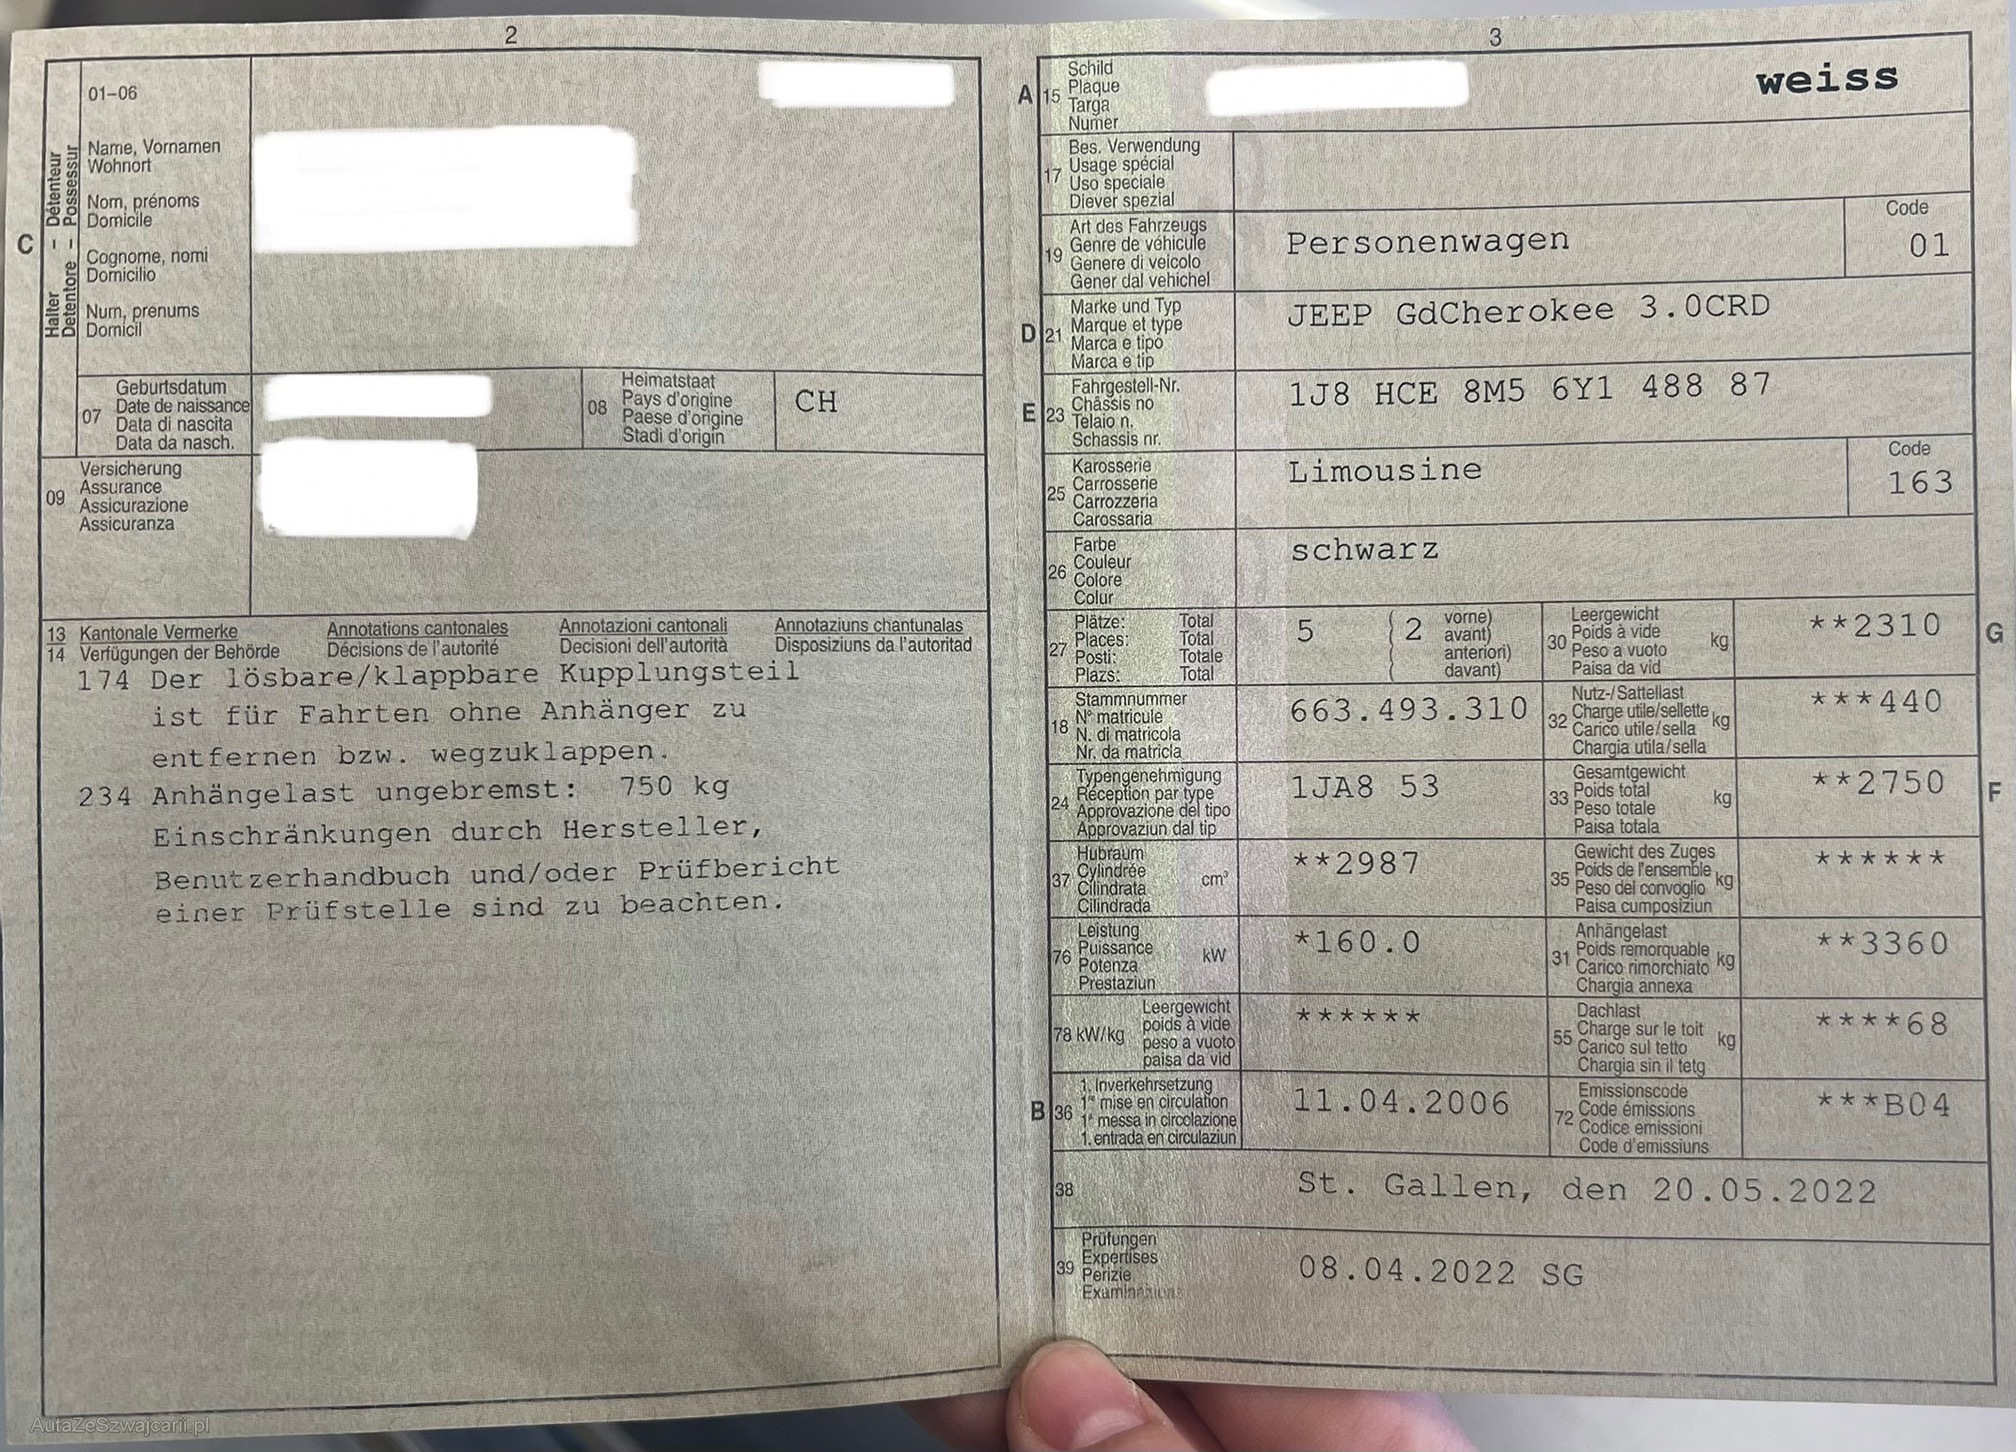 2
C
Halter – Détenteur
Detentore – Possessur
01–06
Name, Vornamen
Wohnort
Nom, prénoms
Domicile
Cognome, nomi
Domicilio
Num, prenums
Domicil
07
Geburtsdatum
Date de naissance
Data di nascita
Data da nasch.
08
Heimatstaat
Pays d'origine
Paese d'origine
Stadi d'origin
CH
09
Versicherung
Assurance
Assicurazione
Assicuranza
13 Kantonale Vermerke Annotations cantonales Annotazioni cantonali Annotaziuns chantunalas
14 Verfügungen der Behörde Décisions de l'autorité Decisioni dell'autorità Disposiziuns da l'autoritad
174 Der lösbare/klappbare Kupplungsteil
ist für Fahrten ohne Anhänger zu
entfernen bzw. wegzuklappen.
234 Anhängelast ungebremst: 750 kg
Einschränkungen durch Hersteller,
Benutzerhandbuch und/oder Prüfbericht
einer Prüfstelle sind zu beachten.
AutaZeSzwajcarii.pl
3
A 15
Schild
Plaque
Targa
Numer
weiss
17
Bes. Verwendung
Usage spécial
Uso speciale
Diever spezial
19
Art des Fahrzeugs
Genre de véhicule
Genere di veicolo
Gener dal vehichel
Personenwagen
Code
01
D 21
Marke und Typ
Marque et type
Marca e tipo
Marca e tip
JEEP GdCherokee 3.0CRD
E 23
Fahrgestell-Nr.
Châssis no
Telaio n.
Schassis nr.
1J8 HCE 8M5 6Y1 488 87
25
Karosserie
Carrosserie
Carrozzeria
Carossaria
Limousine
Code
163
26
Farbe
Couleur
Colore
Colur
schwarz
27
Plätze: Total
Places: Total
Posti: Totale
Plazs: Total
5 ( 2
vorne)
avant)
anteriori)
davant)
30
Leergewicht
Poids à vide
Peso a vuoto
Paisa da vid
kg
**2310
G
18
Stammnummer
N° matricule
N. di matricola
Nr. da matricla
663.493.310
32
Nutz-/Sattellast
Charge utile/sellette
Carico utile/sella
Chargia utila/sella
kg
***440
24
Typengenehmigung
Réception par type
Approvazione del tipo
Approvaziun dal tip
1JA8 53
33
Gesamtgewicht
Poids total
Peso totale
Paisa totala
kg
**2750
F
37
Hubraum
Cylindrée
Cilindrata
Cilindrada
cm³
**2987
35
Gewicht des Zuges
Poids de l'ensemble
Peso del convoglio
Paisa cumposiziun
kg
******
76
Leistung
Puissance
Potenza
Prestaziun
kW
*160.0
31
Anhängelast
Poids remorquable
Carico rimorchiato
Chargia annexa
kg
**3360
78 kW/kg
Leergewicht
poids à vide
peso a vuoto
paisa da vid
******
55
Dachlast
Charge sur le toit
Carico sul tetto
Chargia sin il tetg
kg
****68
B 36
1. Inverkehrsetzung
1re mise en circulation
1a messa in circolazione
1. entrada en circulaziun
11.04.2006
72
Emissionscode
Code émissions
Codice emissioni
Code d'emissiuns
***B04
38
St. Gallen, den 20.05.2022
39
Prüfungen
Expertises
Perizie
Examinaziuns
08.04.2022 SG